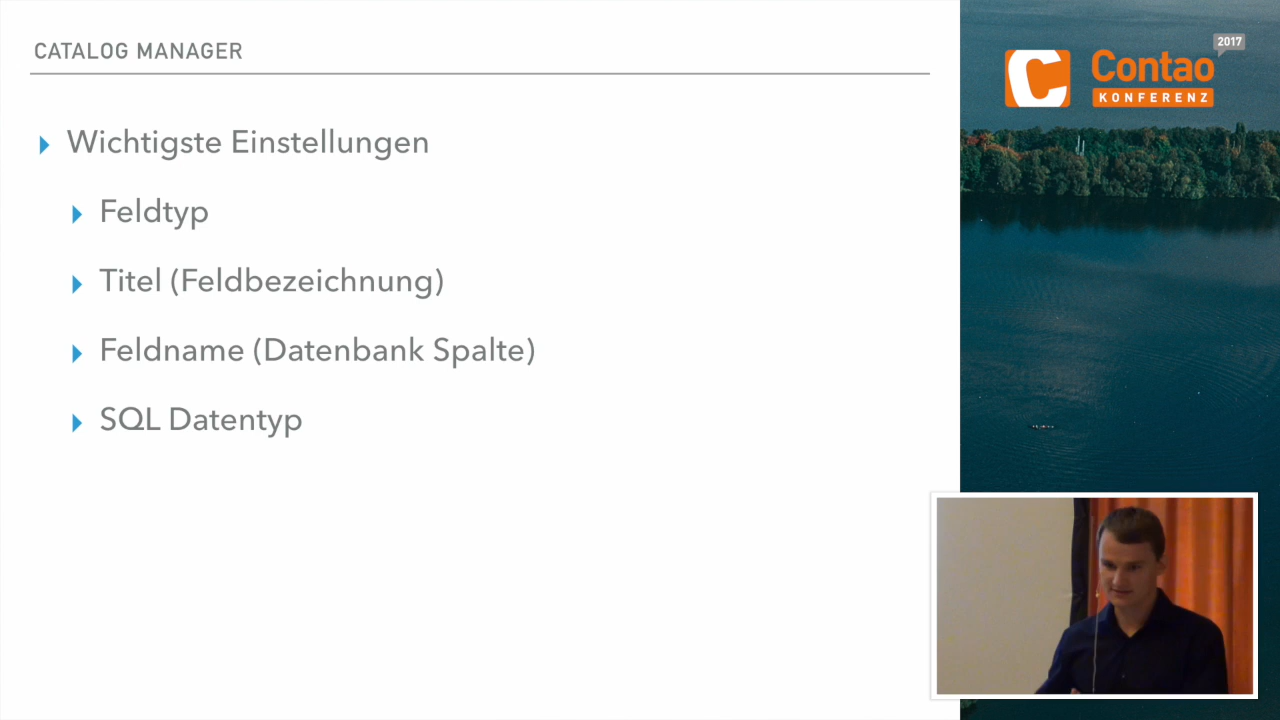 CATALOG MANAGER
Wichtigste Einstellungen
Feldtyp
Titel (Feldbezeichnung)
Feldname (Datenbank Spalte)
SQL Datentyp
2017
Contao
KONFERENZ